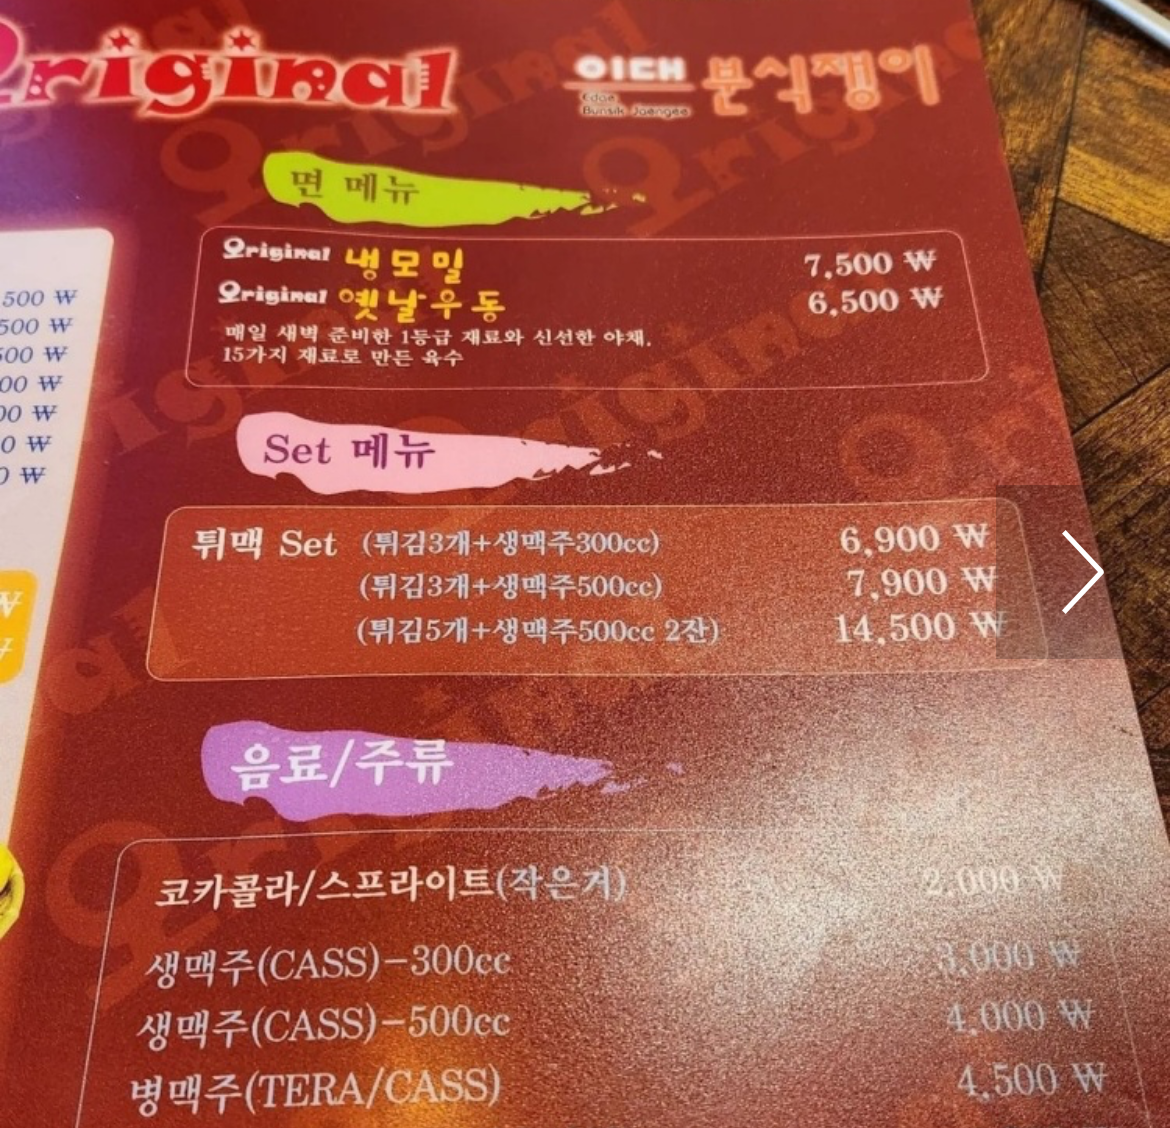 Original
이대 분식쟁이
Edae
Bunsik Jaengee
면 메뉴
Original 냉모밀 7,500 ₩
Original 옛날우동 6,500 ₩
매일 새벽 준비한 1등급 재료와 신선한 야채,
15가지 재료로 만든 육수
500 ₩
500 ₩
500 ₩
00 ₩
00 ₩
0 ₩
0 ₩
Set 메뉴
튀맥 Set (튀김3개+생맥주300cc) 6,900 ₩
(튀김3개+생맥주500cc) 7,900 ₩
(튀김5개+생맥주500cc 2잔) 14,500 ₩
₩
음료/주류
코카콜라/스프라이트(작은거) 2,000 ₩
생맥주(CASS)-300cc 3,000 ₩
생맥주(CASS)-500cc 4,000 ₩
병맥주(TERA/CASS) 4,500 ₩